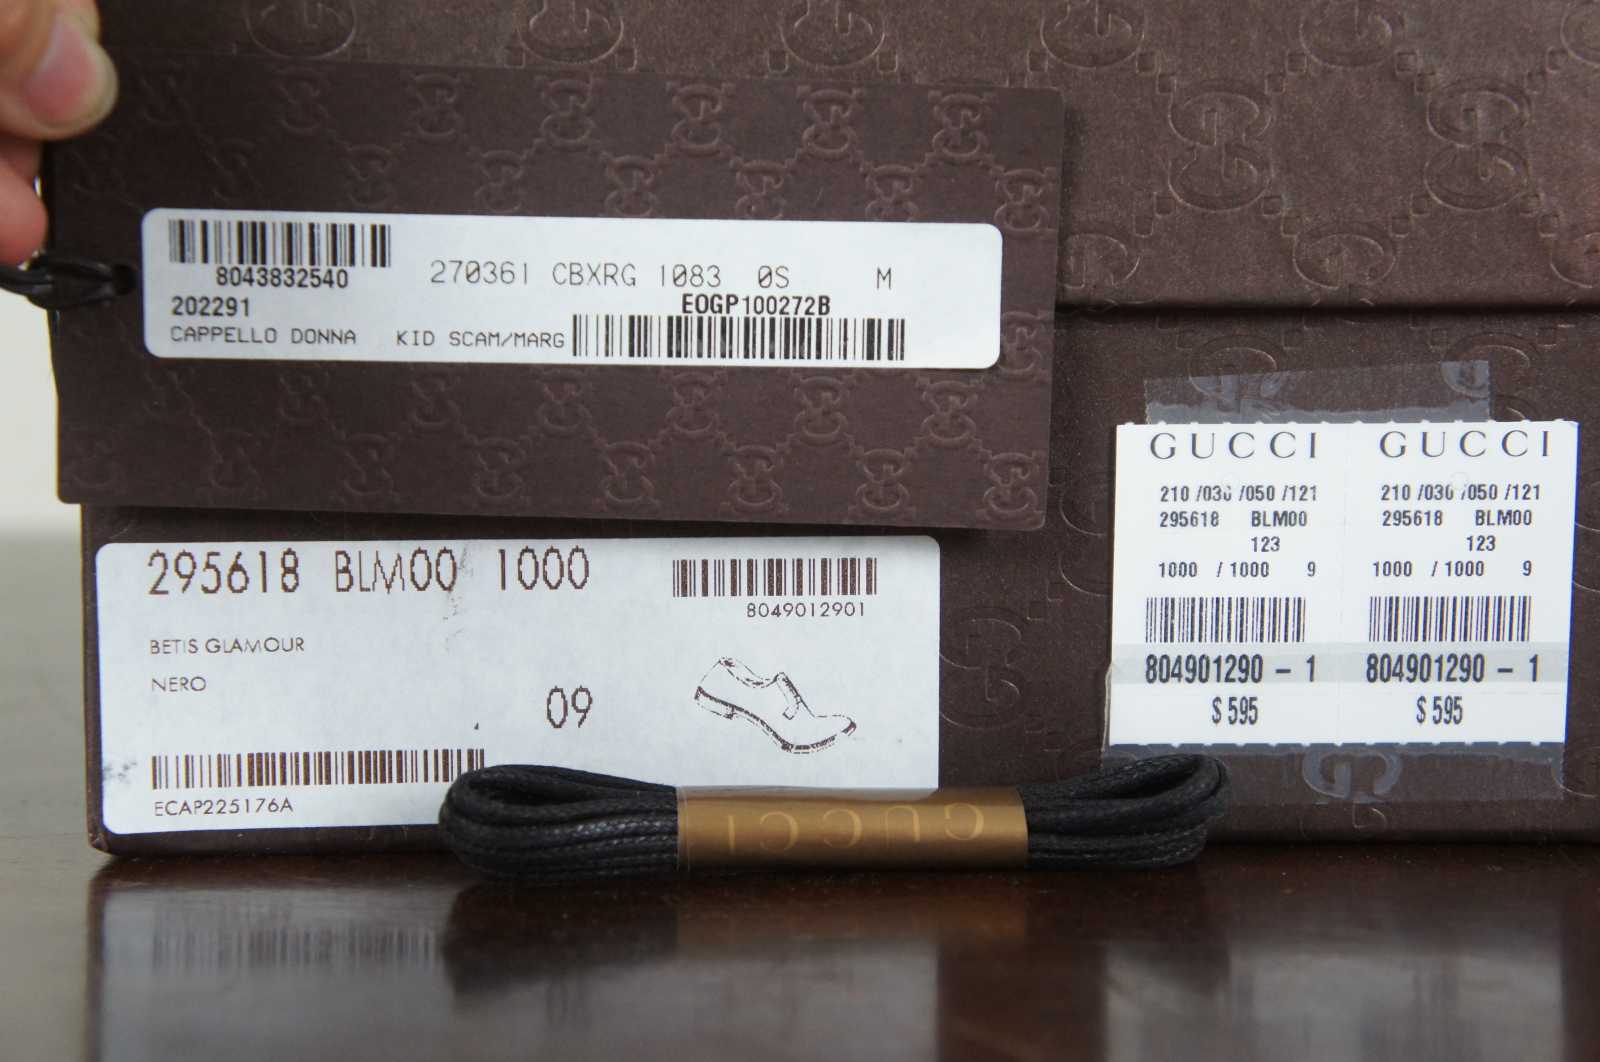 8043832540
270361 CBXRG 1083 0S M
202291
EOGP100272B
CAPPELLO DONNA KID SCAM/MARG
295618 BLM00 1000
8049012901
BETIS GLAMOUR
NERO
09
ECAP225176A
GUCCI
210 /030 /050 /121
295618 BLM00
123
1000 / 1000 9
804901290 - 1
$ 595
GUCCI
210 /030 /050 /121
295618 BLM00
123
1000 / 1000 9
804901290 - 1
$ 595
GUCCI